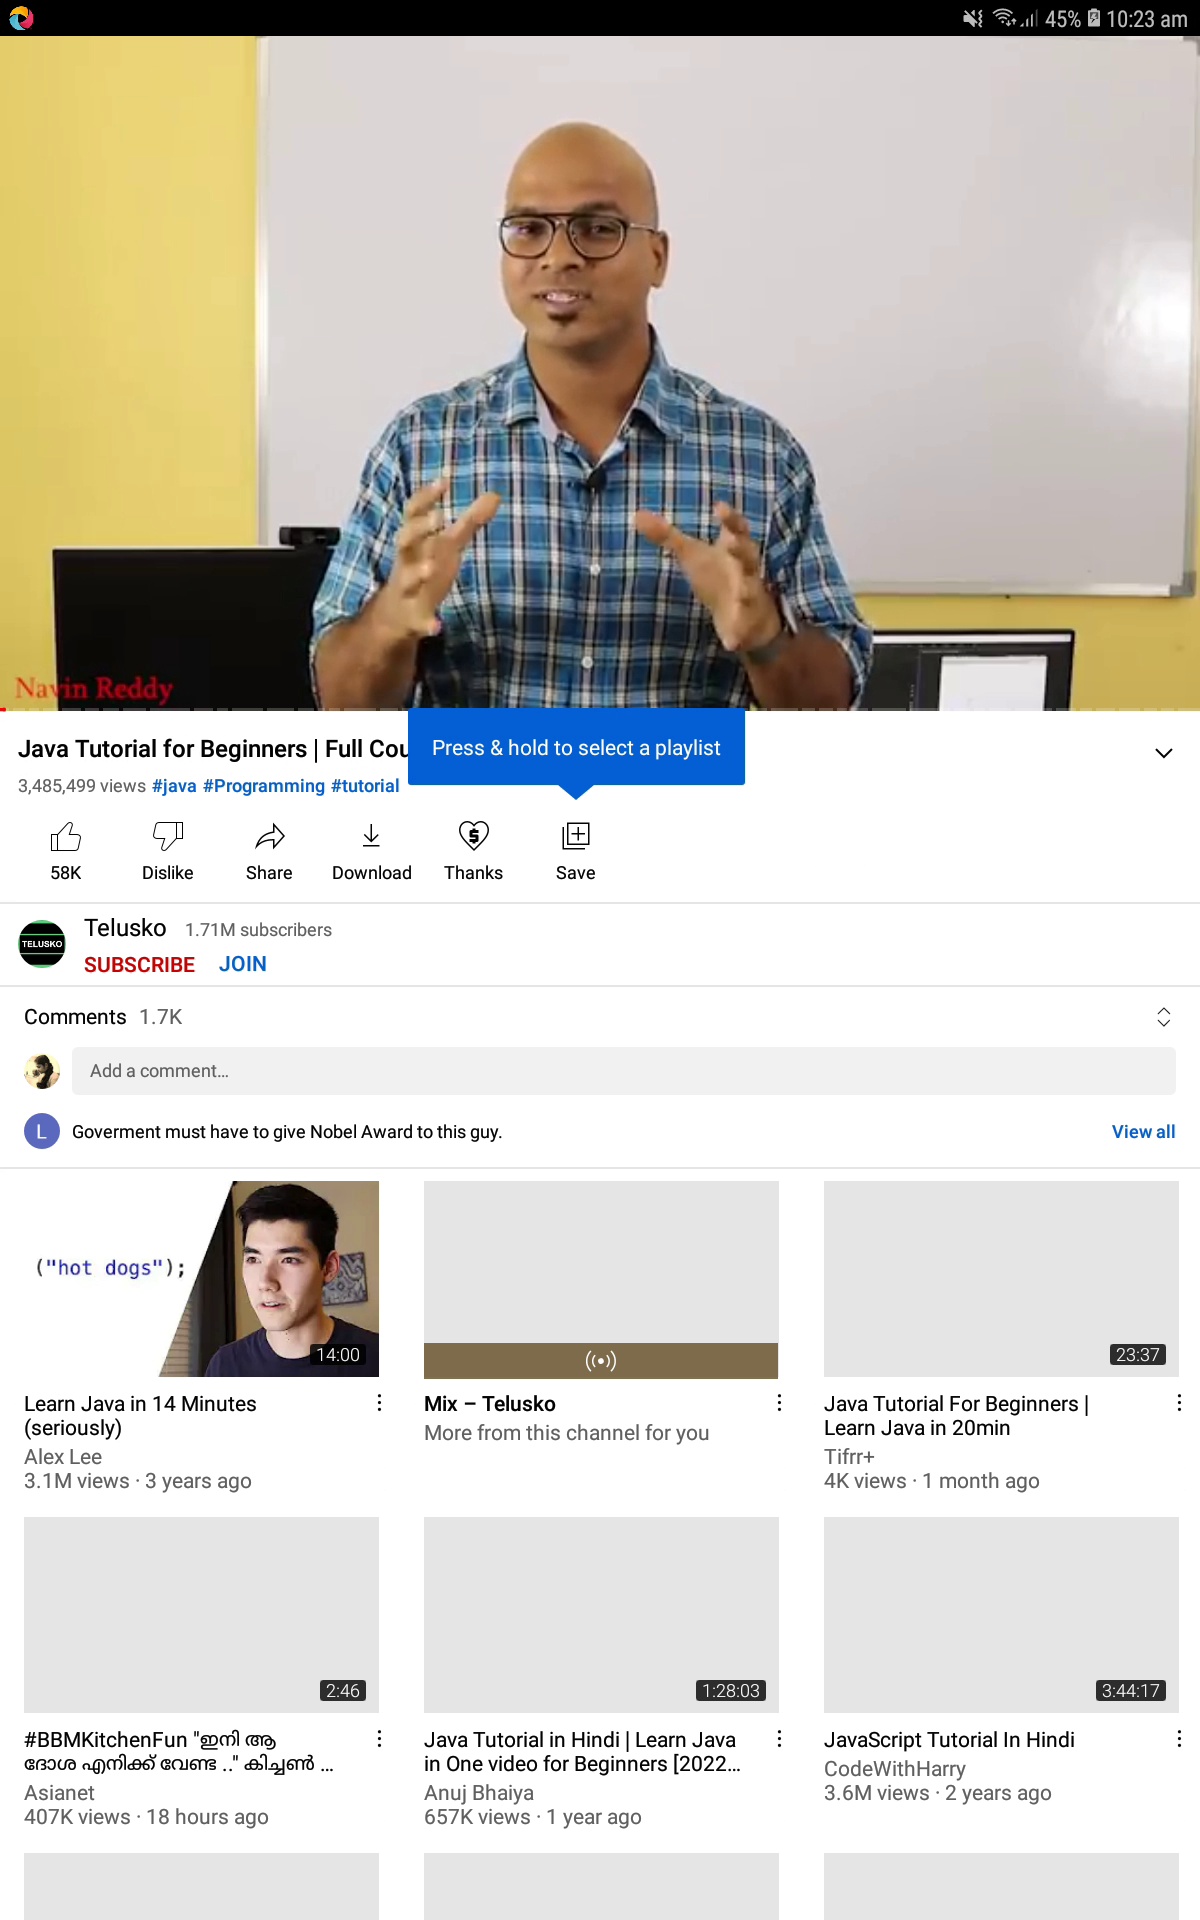 45% 10:23 am
Navin Reddy
Java Tutorial for Beginners | Full Cou
Press & hold to select a playlist
3,485,499 views #java #Programming #tutorial
58K Dislike Share Download Thanks Save
TELUSKO
Telusko 1.71M subscribers
SUBSCRIBE JOIN
Comments 1.7K
Add a comment...
L Goverment must have to give Nobel Award to this guy. View all
("hot dogs");
14:00
Learn Java in 14 Minutes
(seriously)
Alex Lee
3.1M views · 3 years ago
Mix – Telusko
More from this channel for you
23:37
Java Tutorial For Beginners |
Learn Java in 20min
Tifrr+
4K views · 1 month ago
2:46
#BBMKitchenFun "ഇനി ആ
ദോശ എനിക്ക് വേണ്ട .." കിച്ചൺ ...
Asianet
407K views · 18 hours ago
1:28:03
Java Tutorial in Hindi | Learn Java
in One video for Beginners [2022...
Anuj Bhaiya
657K views · 1 year ago
3:44:17
JavaScript Tutorial In Hindi
CodeWithHarry
3.6M views · 2 years ago